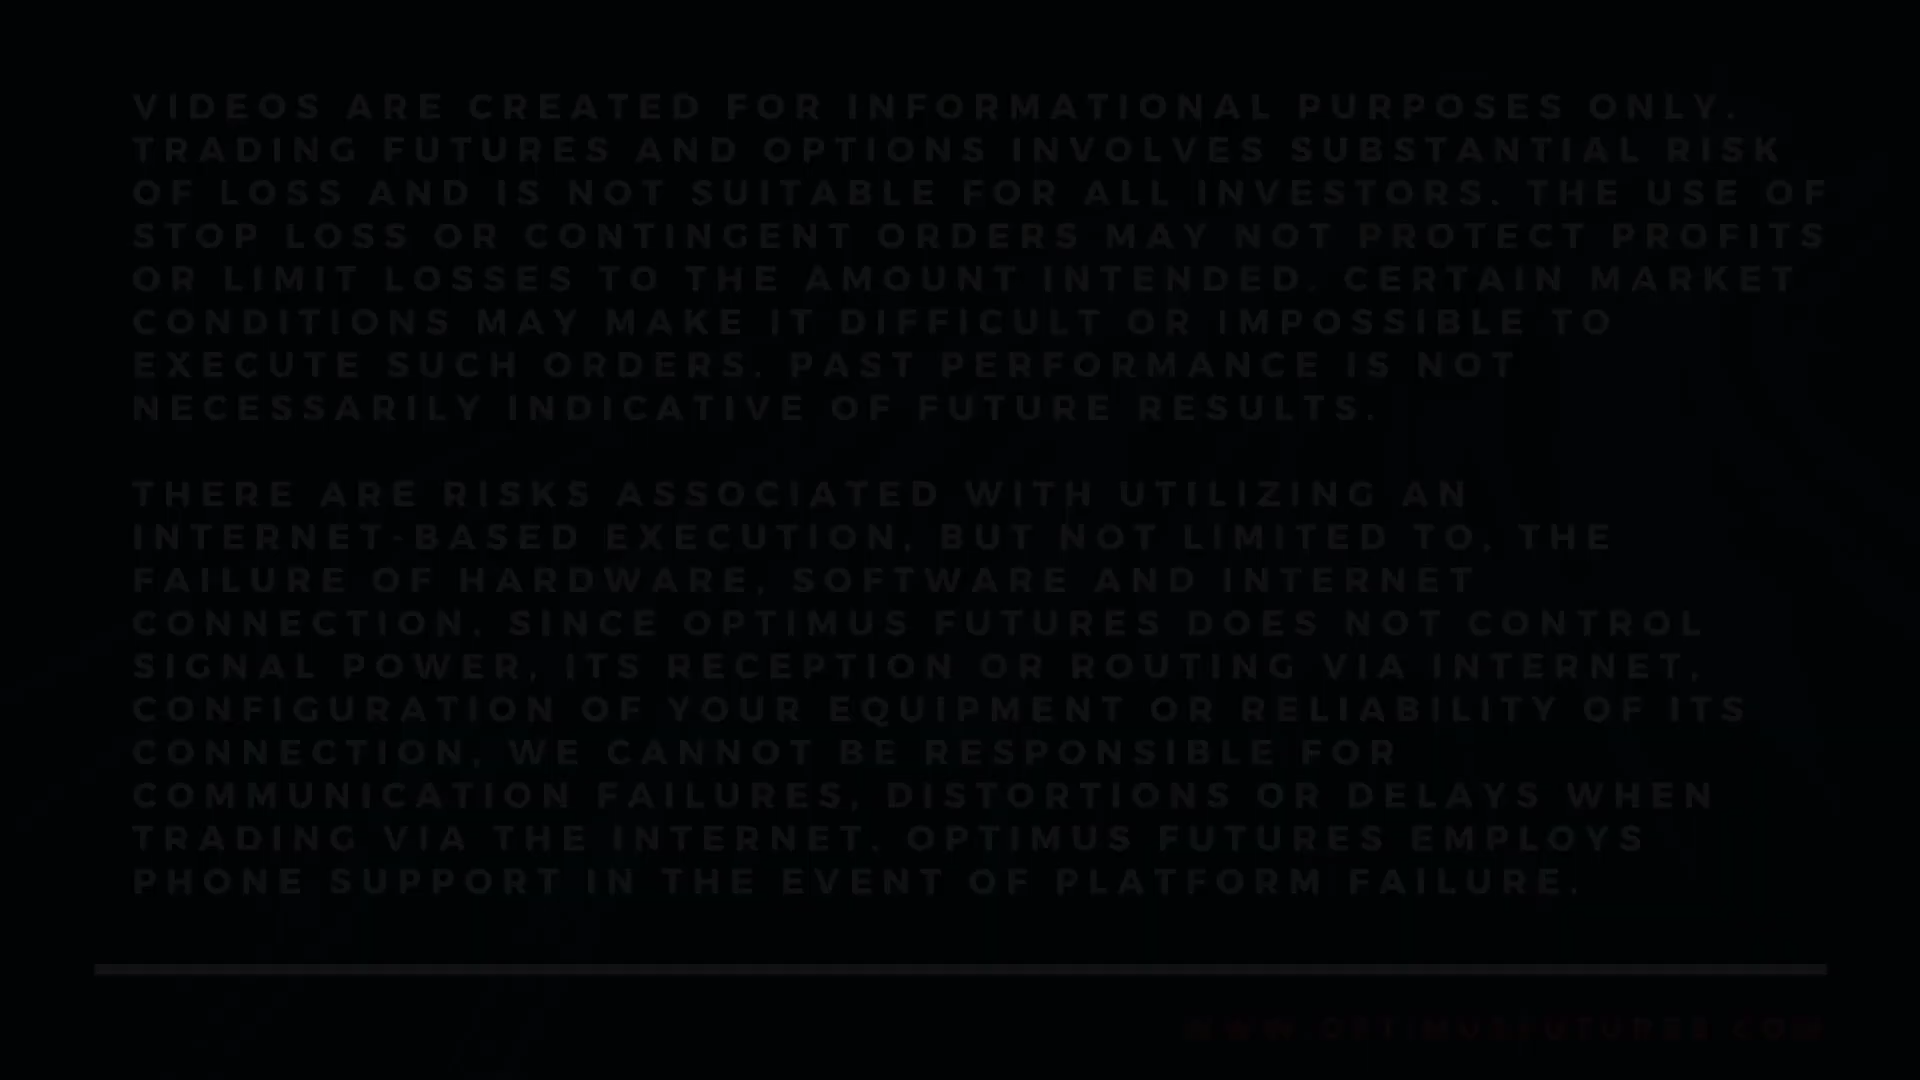 VIDEOS ARE CREATED FOR INFORMATIONAL PURPOSES ONLY.
TRADING FUTURES AND OPTIONS INVOLVES SUBSTANTIAL RISK
OF LOSS AND IS NOT SUITABLE FOR ALL INVESTORS. THE USE OF
STOP LOSS OR CONTINGENT ORDERS MAY NOT PROTECT PROFITS
OR LIMIT LOSSES TO THE AMOUNT INTENDED. CERTAIN MARKET
CONDITIONS MAY MAKE IT DIFFICULT OR IMPOSSIBLE TO
EXECUTE SUCH ORDERS. PAST PERFORMANCE IS NOT
NECESSARILY INDICATIVE OF FUTURE RESULTS.
THERE ARE RISKS ASSOCIATED WITH UTILIZING AN
INTERNET-BASED EXECUTION, BUT NOT LIMITED TO, THE
FAILURE OF HARDWARE, SOFTWARE AND INTERNET
CONNECTION. SINCE OPTIMUS FUTURES DOES NOT CONTROL
SIGNAL POWER, ITS RECEPTION OR ROUTING VIA INTERNET,
CONFIGURATION OF YOUR EQUIPMENT OR RELIABILITY OF ITS
CONNECTION, WE CANNOT BE RESPONSIBLE FOR
COMMUNICATION FAILURES, DISTORTIONS OR DELAYS WHEN
TRADING VIA THE INTERNET. OPTIMUS FUTURES EMPLOYS
PHONE SUPPORT IN THE EVENT OF PLATFORM FAILURE.
WWW.OPTIMUSFUTURES.COM